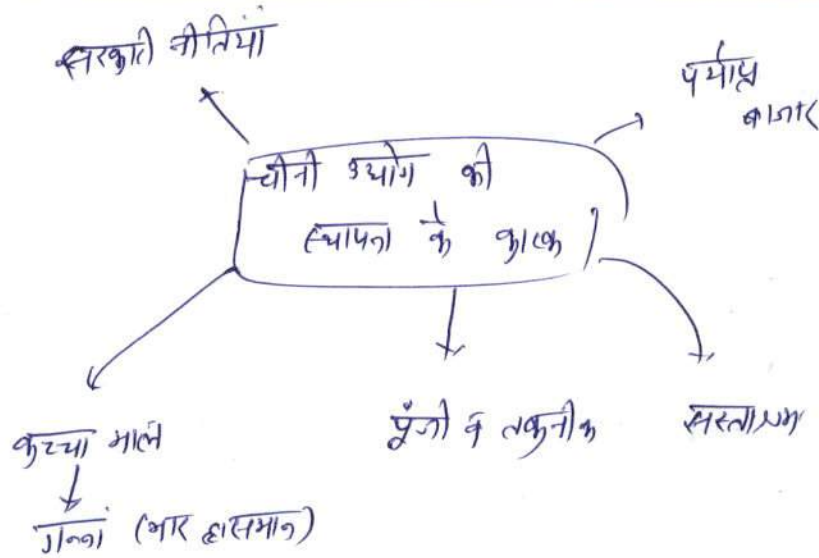 सरकारी नीतियां
पर्याप्त
बाजार
चीनी उद्योग की
स्थापना के कारक
कच्चा माल
पूंजी व तकनीक
सस्ता श्रम
गन्ना (भार ह्रासमान)